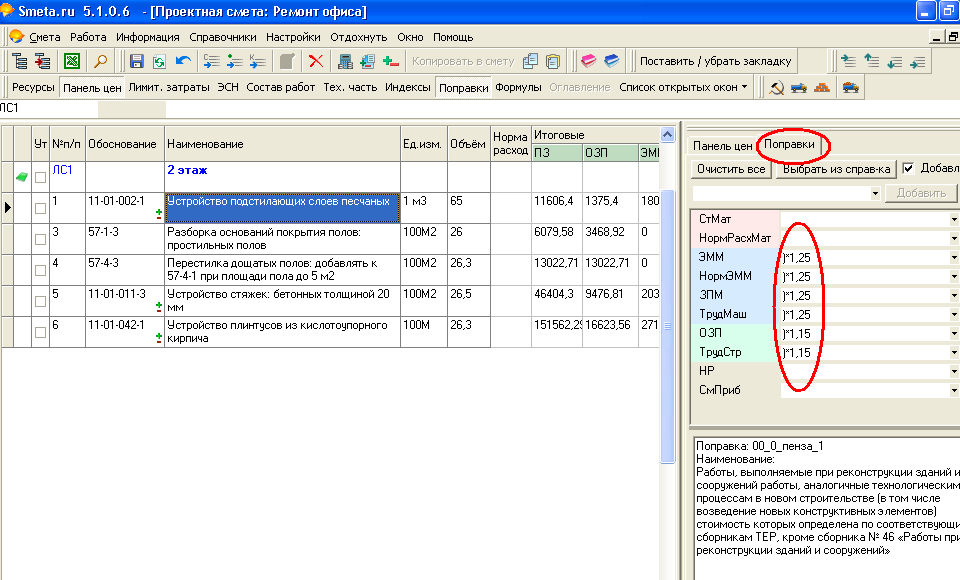 Smeta.ru 5.1.0.6 - [Проектная смета: Ремонт офиса]
Смета Работа Информация Справочники Настройки Отдохнуть Окно Помощь
Копировать в смету Поставить / убрать закладку
Ресурсы Панель цен Лимит. затраты ЭСН Состав работ Тех. часть Индексы Поправки Формулы Оглавление Список открытых окон
ЛС1
Ут №п/п Обоснование Наименование Ед.изм. Объём Норма расход Итоговые
ПЗ ОЗП ЭММ
ЛС1 2 этаж
1 11-01-002-1 Устройство подстилающих слоев песчаных 1 м3 65 11606,4 1375,4 180
3 57-1-3 Разборка оснований покрытия полов: 100М2 26 6079,58 3468,92 0
простильных полов
4 57-4-3 Перестилка дощатых полов: добавлять к 100М2 26,3 13022,71 13022,71 0
57-4-1 при площади пола до 5 м2
5 11-01-011-3 Устройство стяжек: бетонных толщиной 20 100М2 26,5 46404,3 9476,81 203
мм
6 11-01-042-1 Устройство плинтусов из кислотоупорного 100М 26,3 151562,29 16623,56 271
кирпича
Панель цен Поправки
Очистить все Выбрать из справ-ка Добавл
Добавить
СтМат
НормРасхМат
ЭММ )*1,25
НормЭММ )*1,25
ЗПМ )*1,25
ТрудМаш )*1,25
ОЗП )*1,15
ТрудСтр )*1,15
НР
СмПриб
Поправка: 00_0_пенза_1
Наименование:
Работы, выполняемые при реконструкции зданий и
сооружений работы, аналогичные технологическим
процессам в новом строительстве (в том числе
возведение новых конструктивных элементов)
стоимость которых определена по соответствующи
сборникам ТЕР, кроме сборника № 46 «Работы при
реконструкции зданий и сооружений»